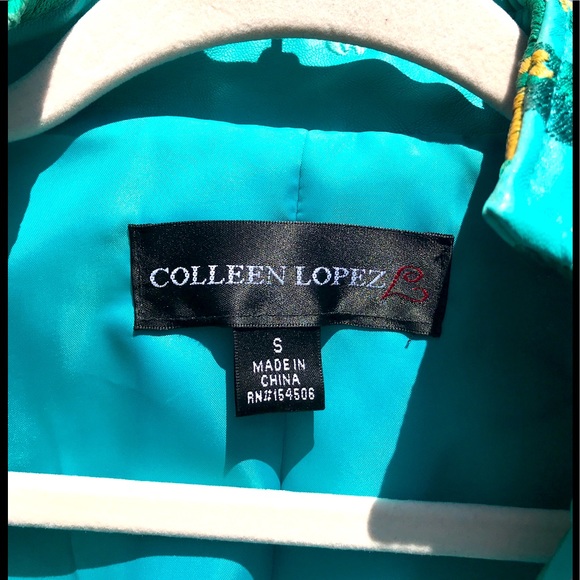 COLLEEN LOPEZ
S
MADE IN
CHINA
RN#154506